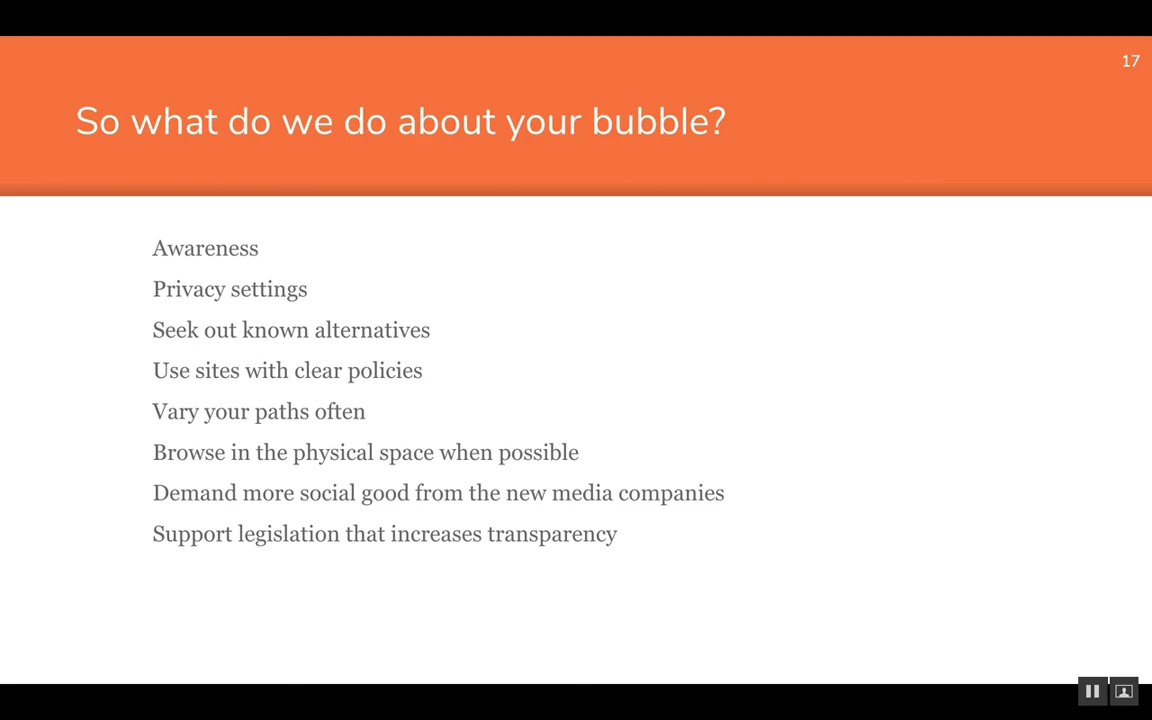 17
So what do we do about your bubble?
Awareness
Privacy settings
Seek out known alternatives
Use sites with clear policies
Vary your paths often
Browse in the physical space when possible
Demand more social good from the new media companies
Support legislation that increases transparency